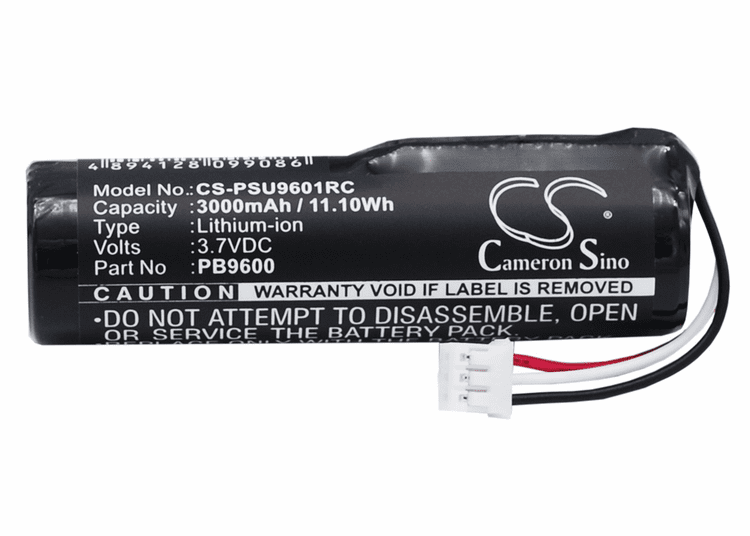 4894128 099086
Model No.: CS-PSU9601RC
Capacity : 3000mAh / 11.10Wh
Type : Lithium-ion
Volts : 3.7VDC
Part No : PB9600
CS
®
Cameron Sino
CAUTION WARRANTY VOID IF LABEL IS REMOVED
•DO NOT ATTEMPT TO DISASSEMBLE, OPEN
OR SERVICE THE BATTERY PACK.